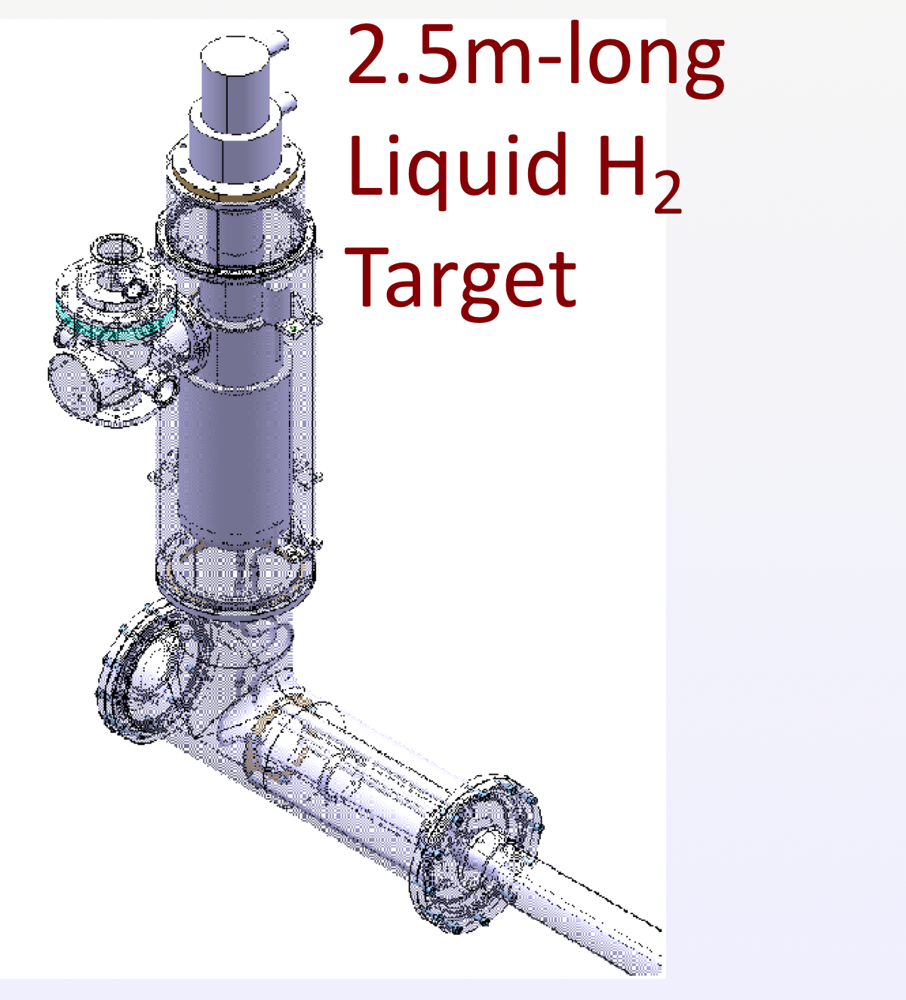 2.5m-long
Liquid H₂
Target